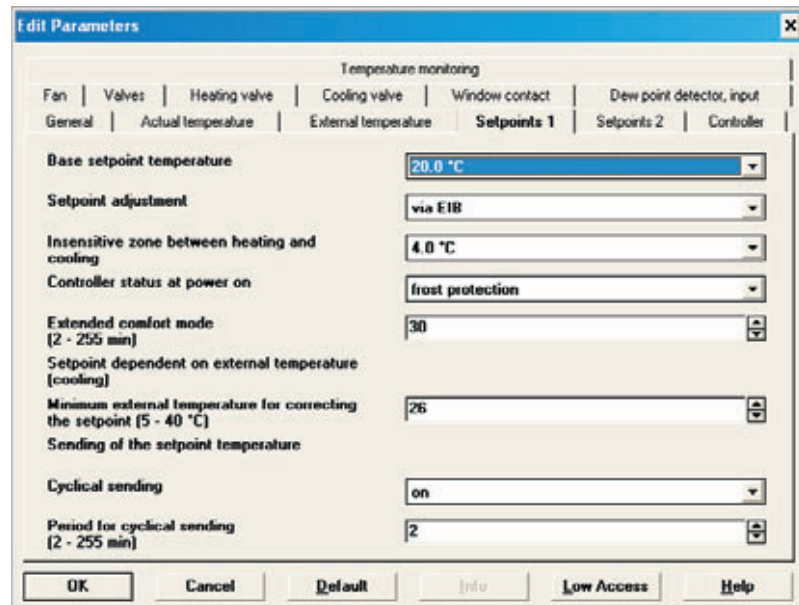 Edit Parameters
Temperature monitoring
Fan Valves Heating valve Cooling valve Window contact Dew point detector, input
General Actual temperature External temperature Setpoints 1 Setpoints 2 Controller
Base setpoint temperature 20.0 °C
Setpoint adjustment via EIB
Insensitive zone between heating and
cooling 4.0 °C
Controller status at power on frost protection
Extended comfort mode 30
(2 - 255 min)
Setpoint dependent on external temperature
(cooling)
Minimum external temperature for correcting 26
the setpoint (5 - 40 °C)
Sending of the setpoint temperature
Cyclical sending on
Period for cyclical sending 2
(2 - 255 min)
OK Cancel Default Info Low Access Help